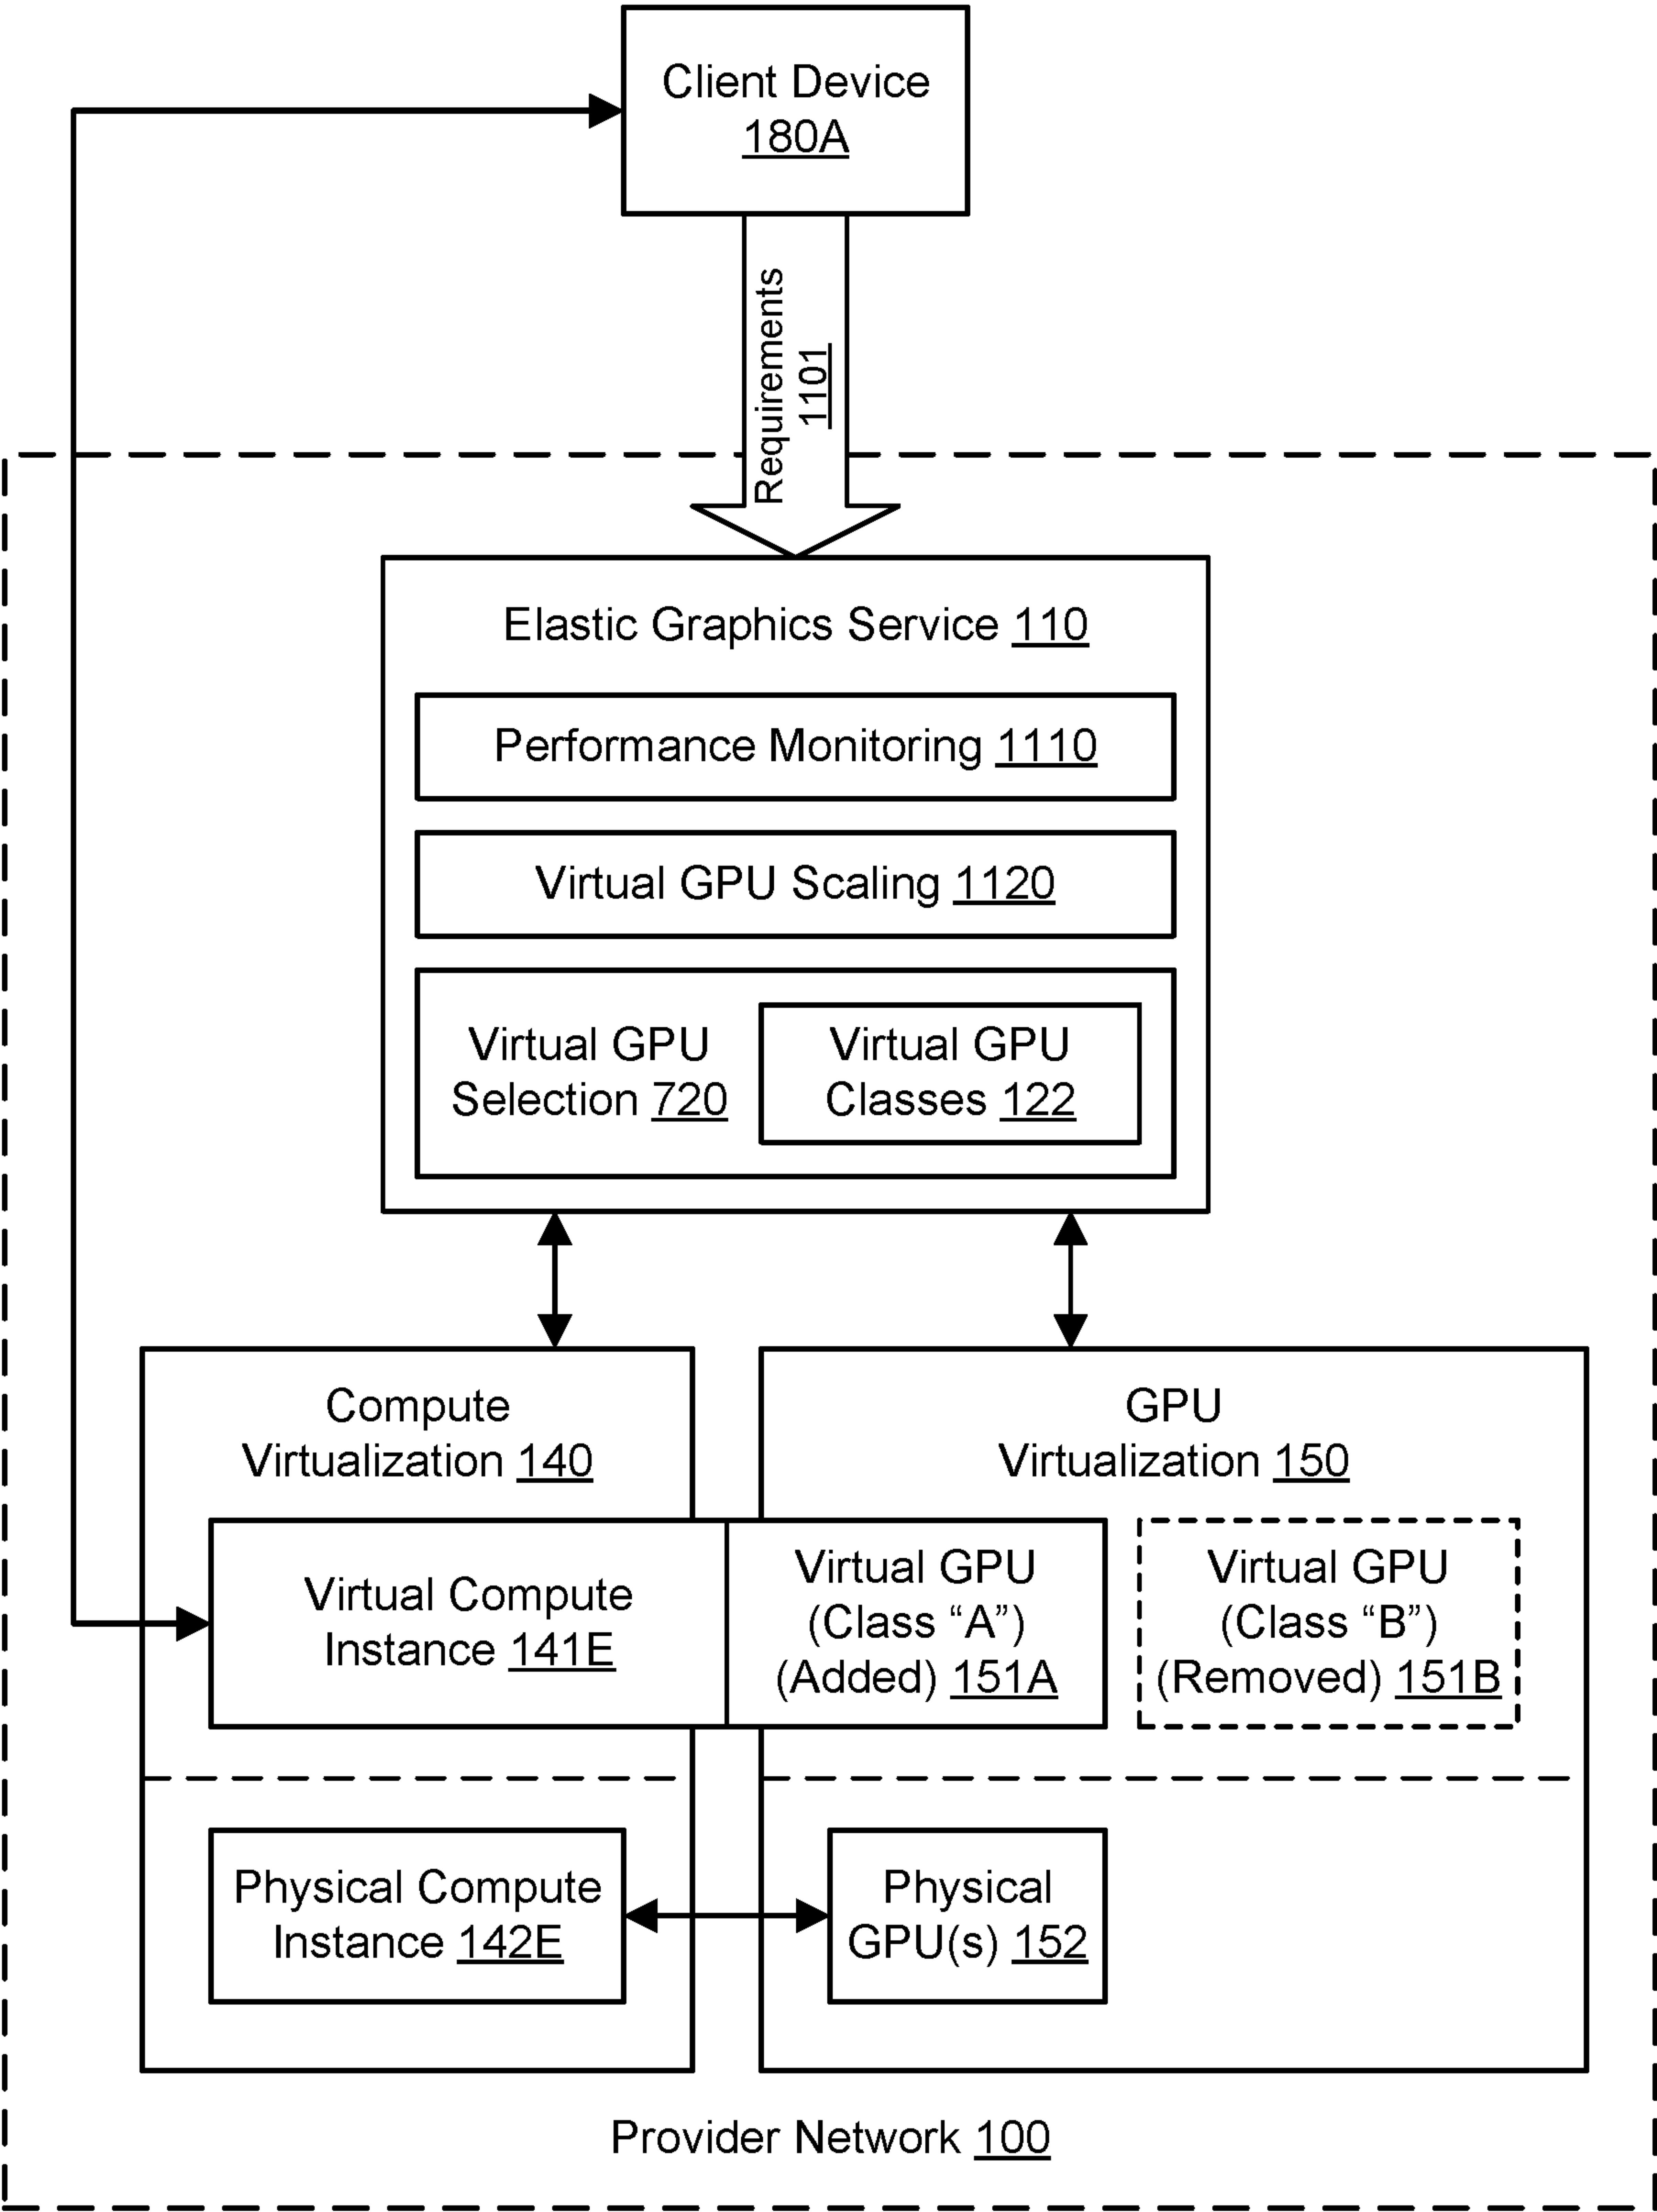 Client Device
180A
Requirements
1101
Elastic Graphics Service 110
Performance Monitoring 1110
Virtual GPU Scaling 1120
Virtual GPU
Selection 720
Virtual GPU
Classes 122
Compute
Virtualization 140
GPU
Virtualization 150
Virtual Compute
Instance 141E
Virtual GPU
(Class “A”)
(Added) 151A
Virtual GPU
(Class “B”)
(Removed) 151B
Physical Compute
Instance 142E
Physical
GPU(s) 152
Provider Network 100